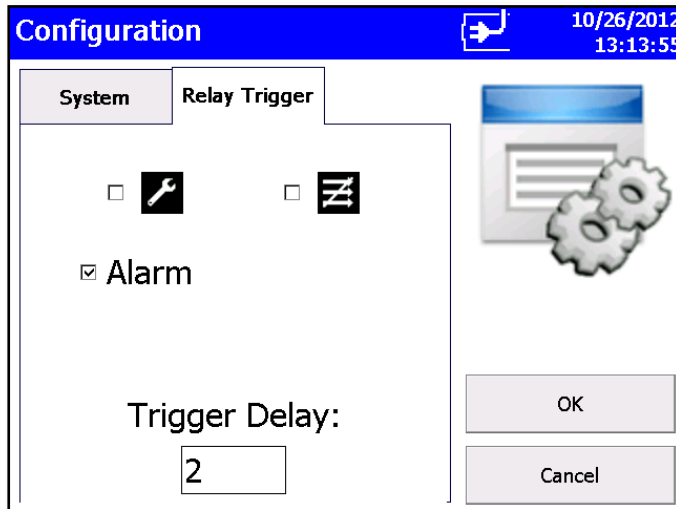 Configuration
10/26/2012
13:13:55
System
Relay Trigger
Alarm
Trigger Delay:
2
OK
Cancel